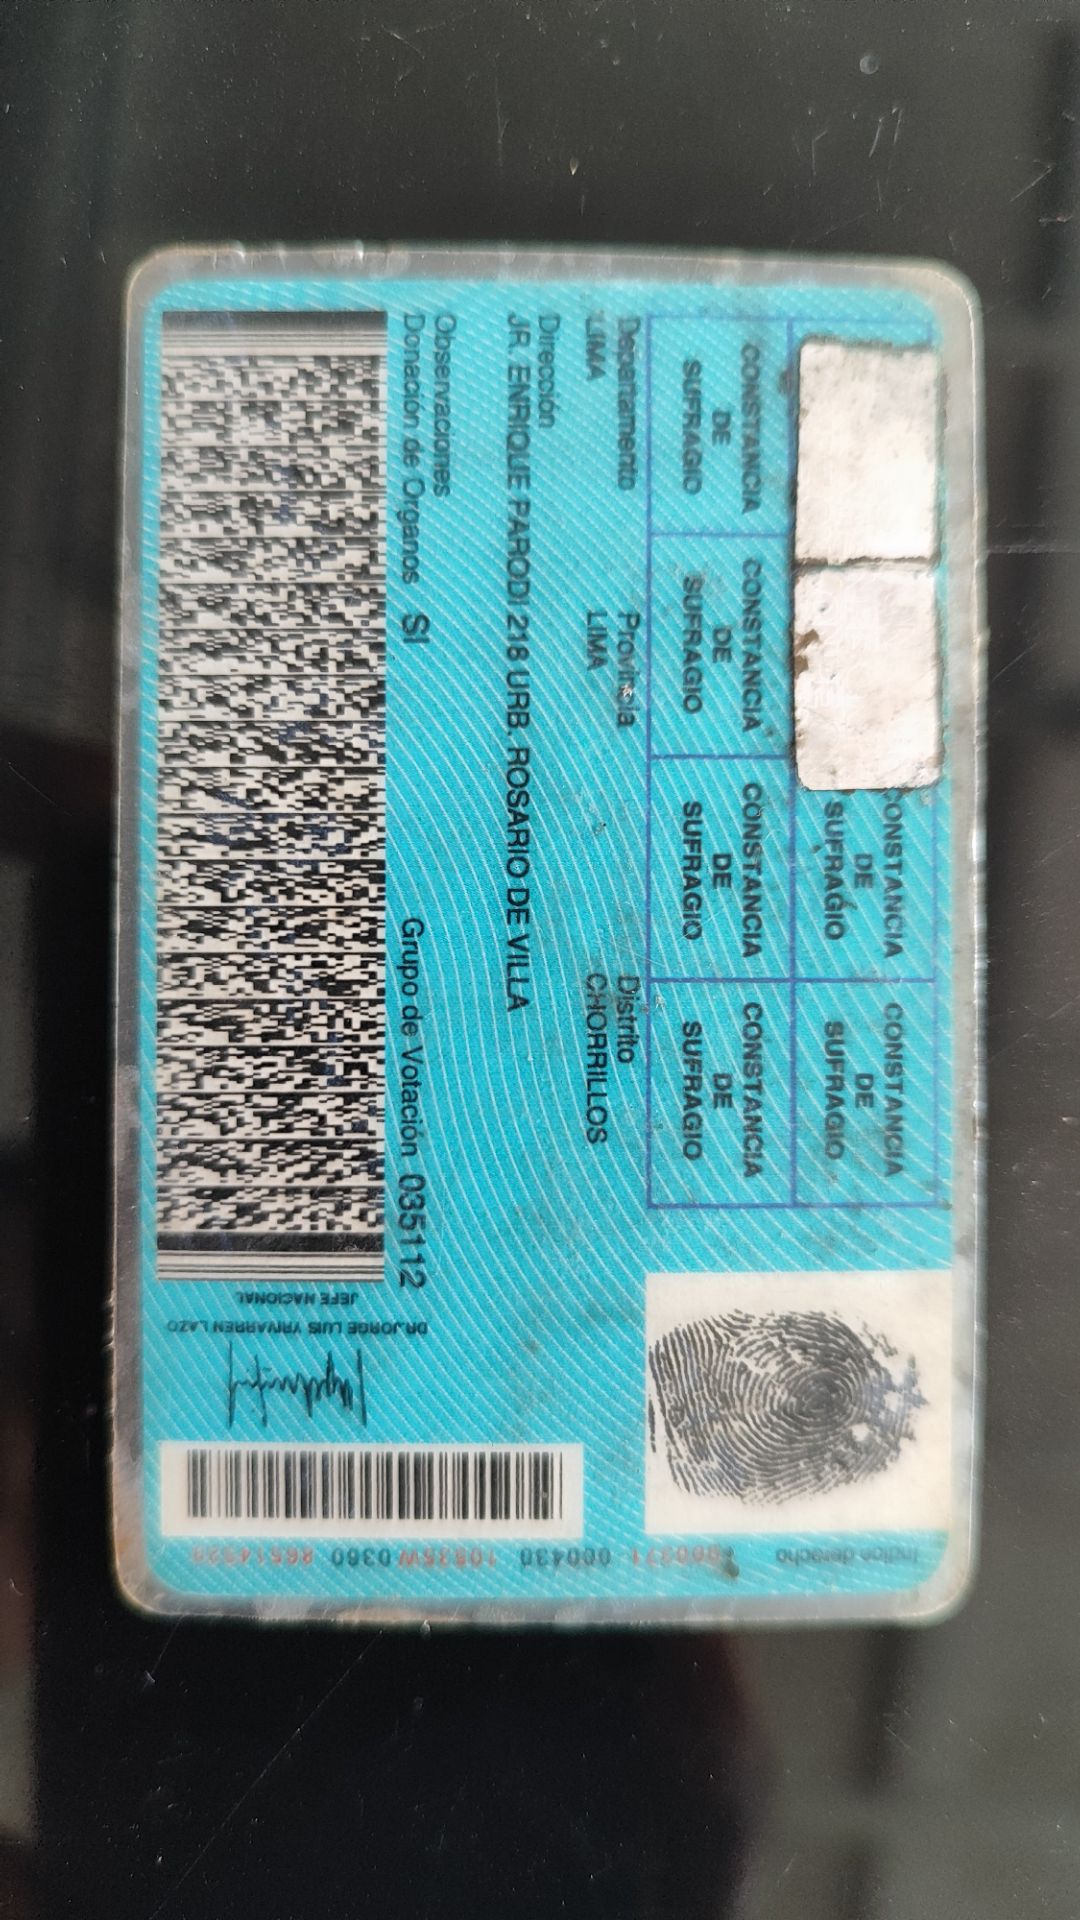 CONSTANCIA
DE
SUFRAGIO
CONSTANCIA
DE
SUFRAGIO
CONSTANCIA
DE
SUFRAGIO
CONSTANCIA
DE
SUFRAGIO
CONSTANCIA
DE
SUFRAGIO
CONSTANCIA
DE
SUFRAGIO
Departamento Provincia Distrito
LIMA LIMA CHORRILLOS
Dirección
JR. ENRIQUE PARODI 218 URB. ROSARIO DE VILLA
Observaciones
Donación de Organos SI Grupo de Votación 035112
Indice derecho
000430 10535W 0360
DR.JORGE LUIS YRIVARREN LAZO
JEFE NACIONAL